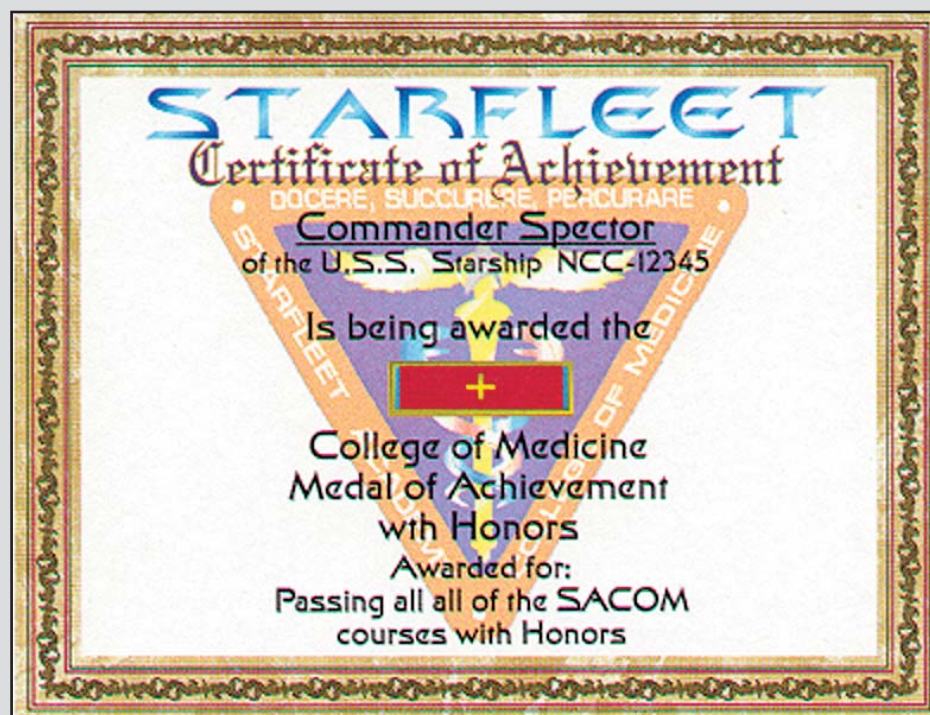 STARFLEET
Certificate of Achievement
DOCERE, SUCCURERE, PERCURARE
Commander Spector
of the U.S.S. Starship NCC-12345
STARFLEET
OF MEDICINE
Is being awarded the
College of Medicine
Medal of Achievement
wth Honors
Awarded for:
Passing all all of the SACOM
courses with Honors